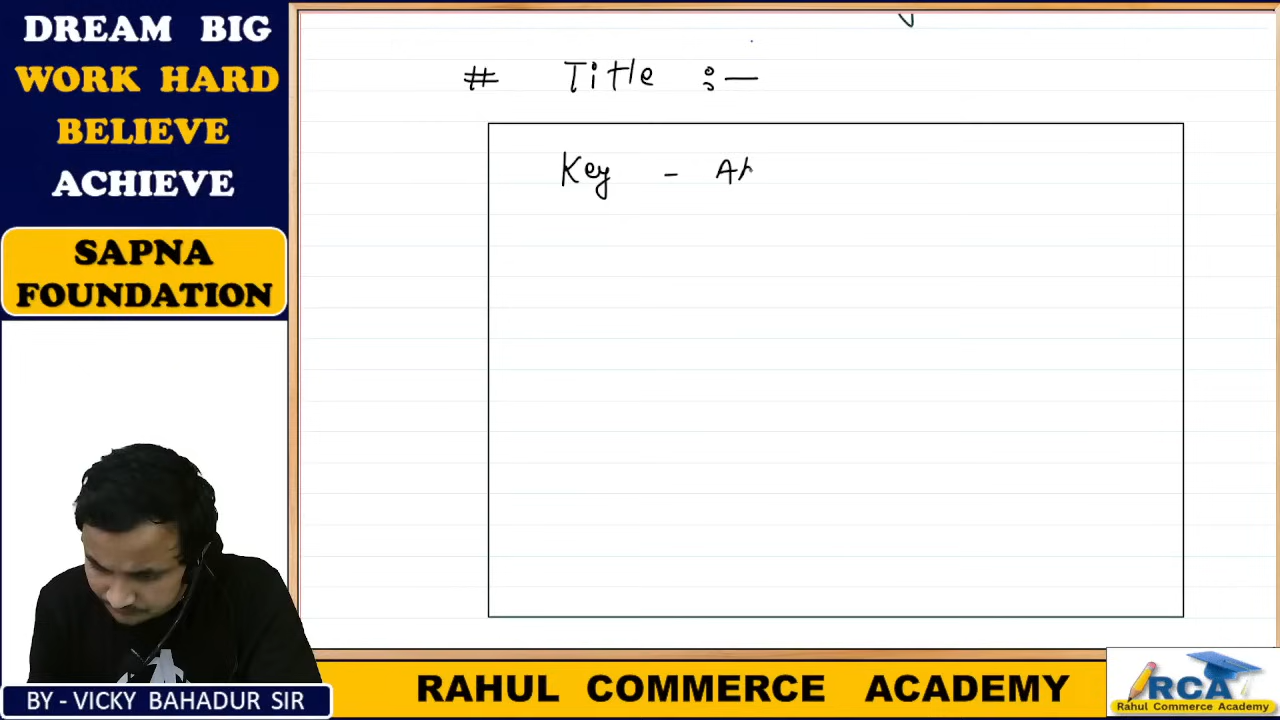 DREAM BIG
WORK HARD
BELIEVE
ACHIEVE
SAPNA
FOUNDATION
# Title :—
Key -
BY - VICKY BAHADUR SIR
RAHUL COMMERCE ACADEMY
RCA
Rahul Commerce Academy